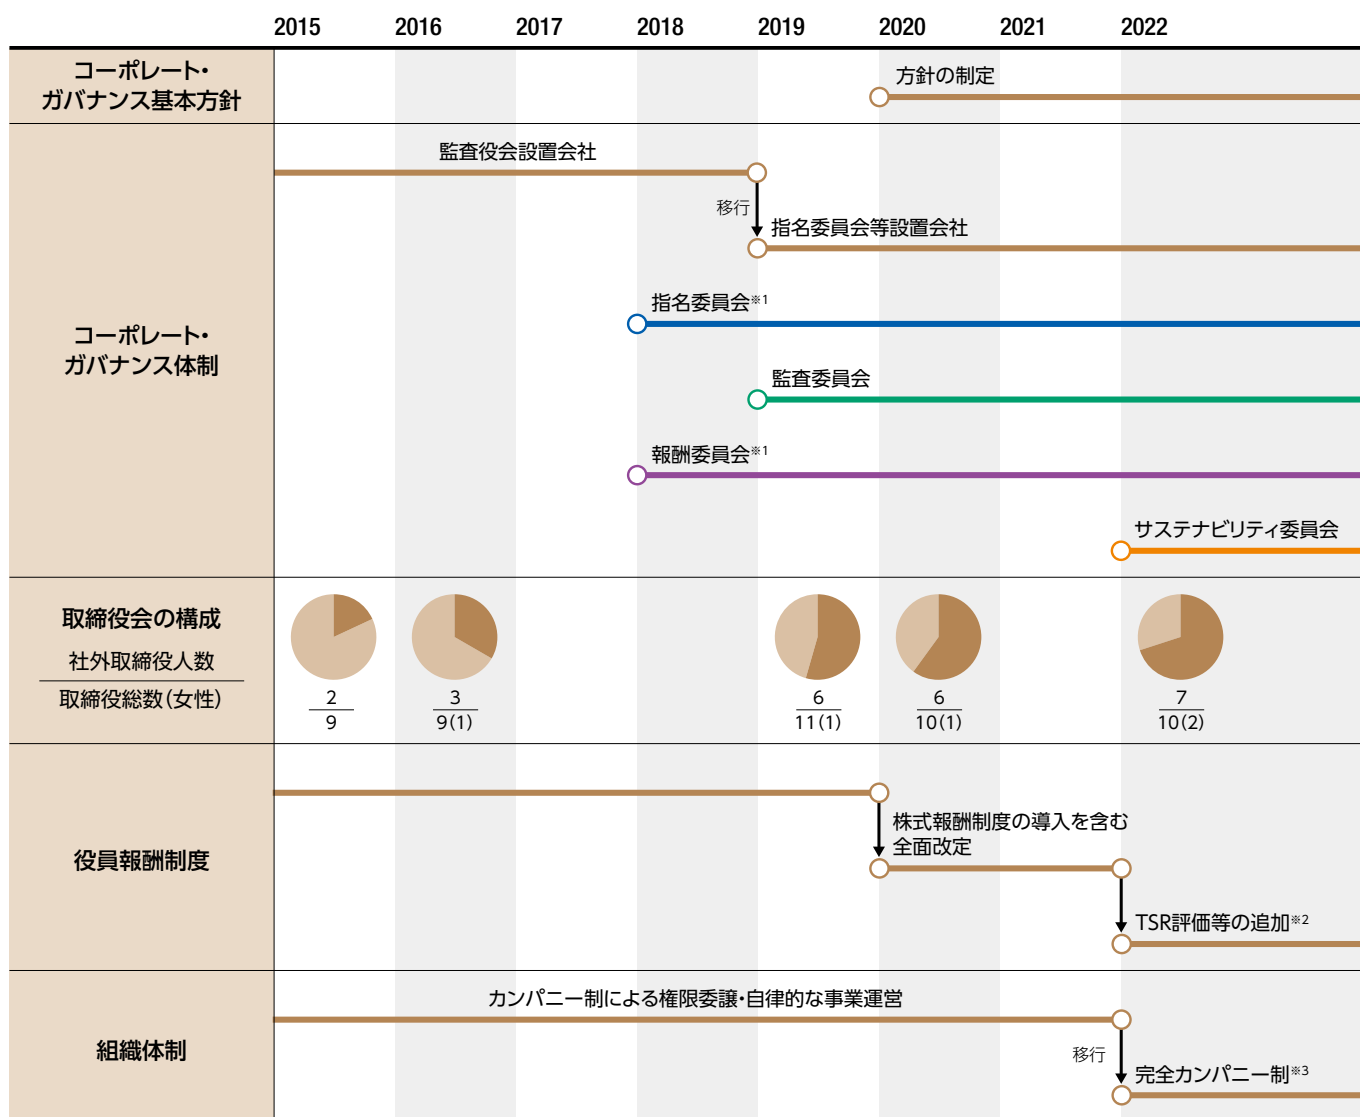 2015 2016 2017 2018 2019 2020 2021 2022
コーポレート・
ガバナンス基本方針
方針の制定
コーポレート・
ガバナンス体制
監査役会設置会社
移行
指名委員会等設置会社
指名委員会※1
監査委員会
報酬委員会※1
サステナビリティ委員会
取締役会の構成
社外取締役人数
取締役総数(女性)
2
9
3
9(1)
6
11(1)
6
10(1)
7
10(2)
役員報酬制度
株式報酬制度の導入を含む
全面改定
TSR評価等の追加※2
組織体制
カンパニー制による権限委譲・自律的な事業運営
移行
完全カンパニー制※3